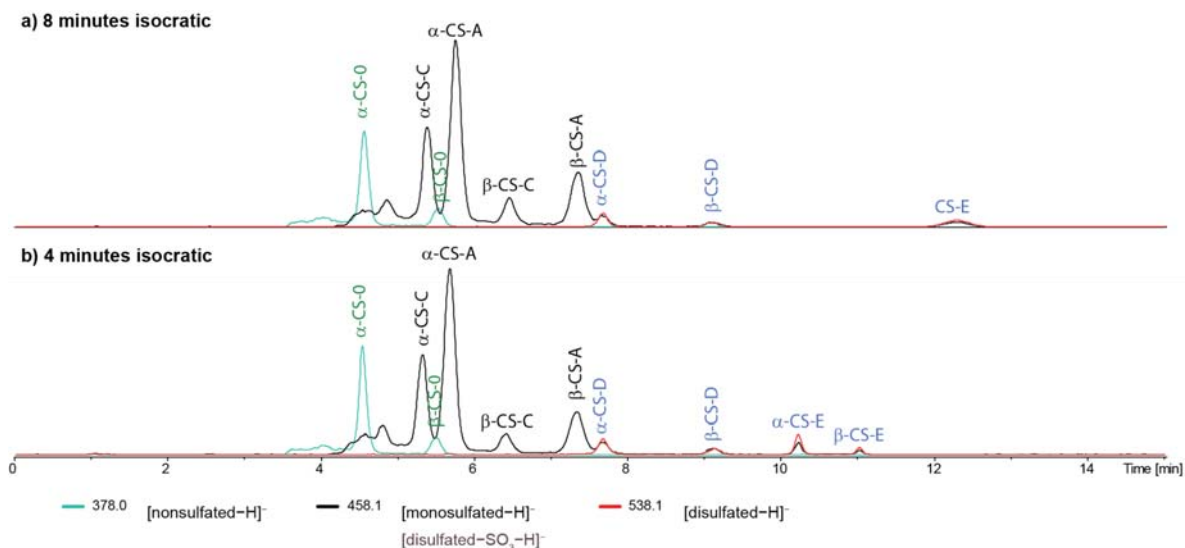 a) 8 minutes isocratic
α-CS-0
α-CS-C
α-CS-A
β-CS-0
β-CS-C
β-CS-A
α-CS-D
β-CS-D
CS-E
b) 4 minutes isocratic
α-CS-0
α-CS-C
α-CS-A
β-CS-0
β-CS-C
β-CS-A
α-CS-D
β-CS-D
α-CS-E
β-CS-E
0 2 4 6 8 10 12 14 Time [min]
378.0 [nonsulfated–H]⁻ 458.1 [monosulfated–H]⁻ 538.1 [disulfated–H]⁻
[disulfated–SO₃–H]⁻